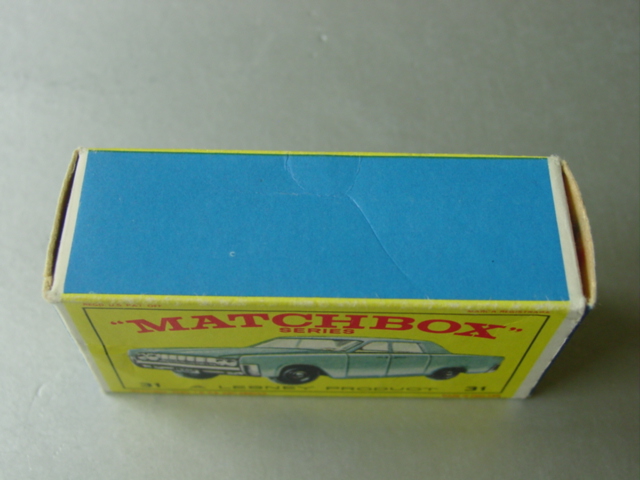 "MATCHBOX"
SERIES
31 A LESNEY PRODUCT 31